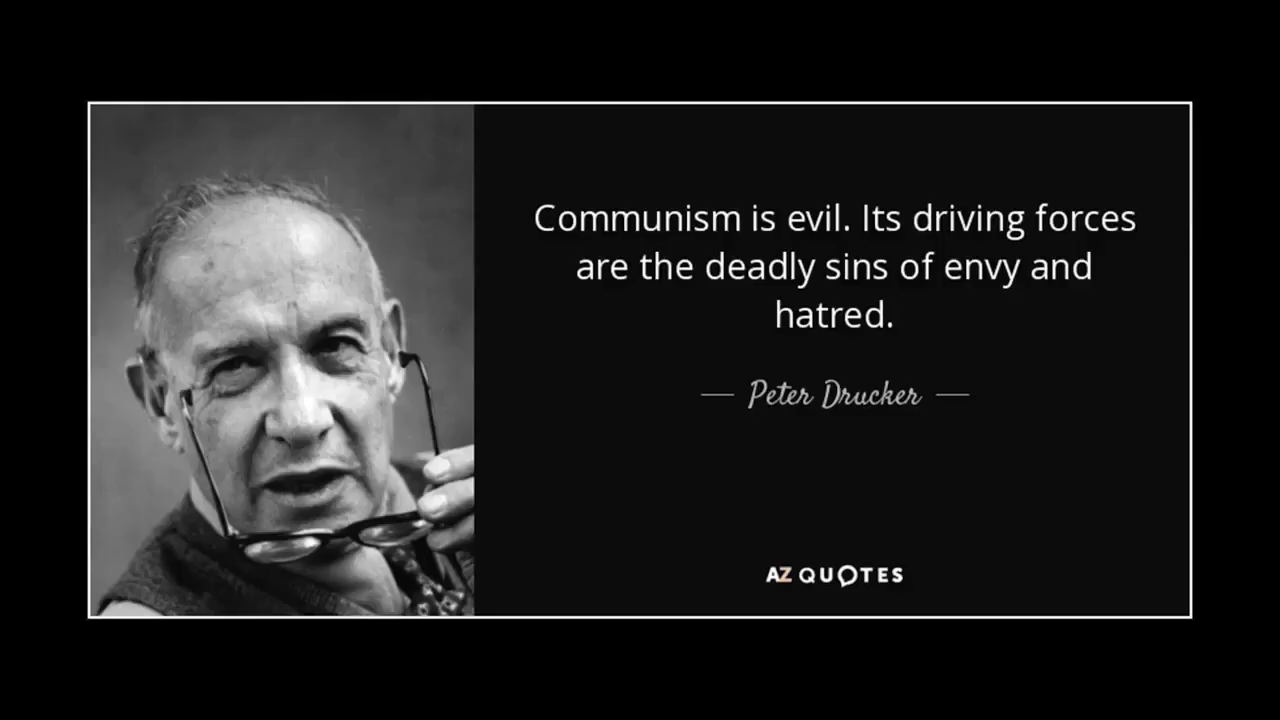 Communism is evil. Its driving forces
are the deadly sins of envy and
hatred.
— Peter Drucker —
AZ QUOTES